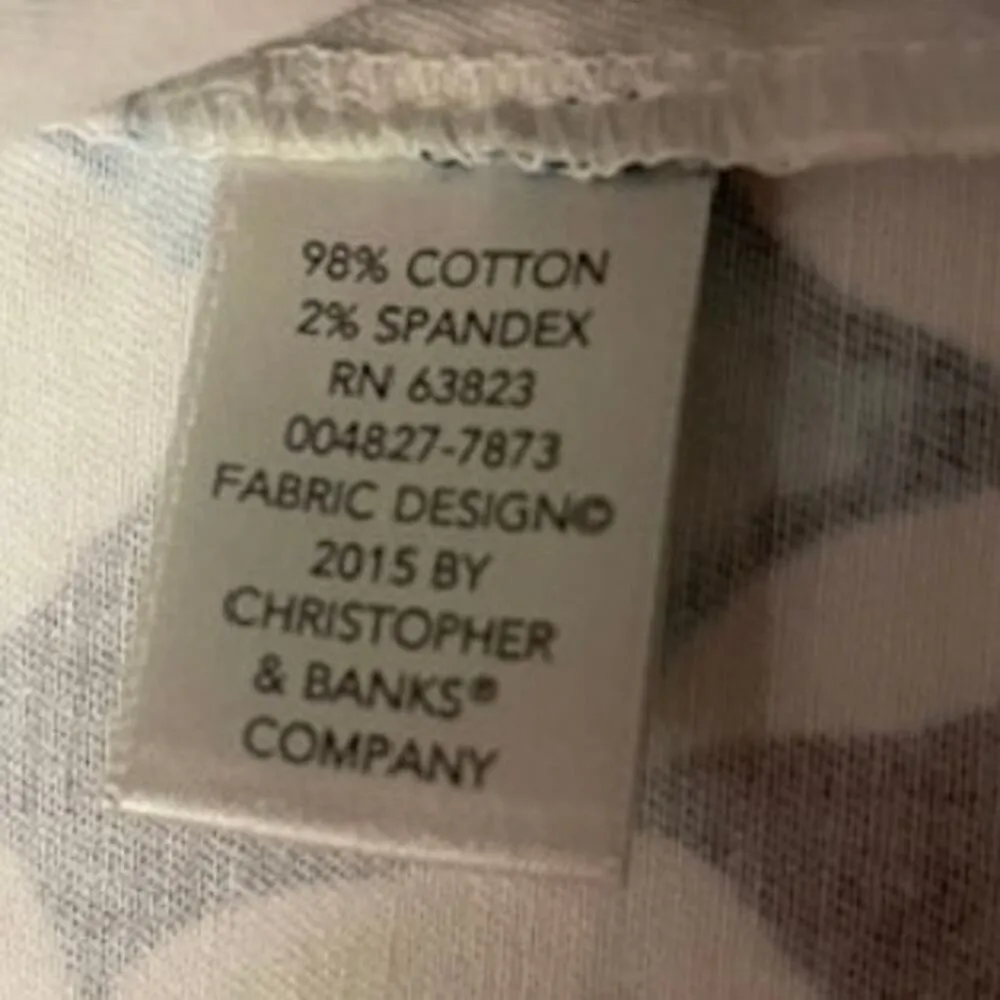 98% COTTON
2% SPANDEX
RN 63823
004827-7873
FABRIC DESIGN©
2015 BY
CHRISTOPHER
& BANKS®
COMPANY